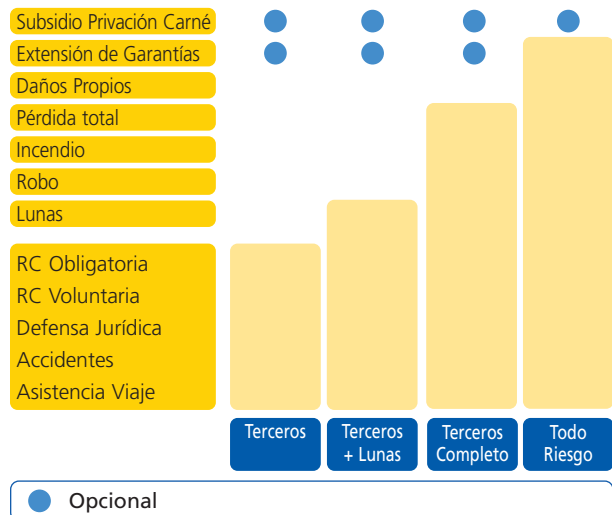 Subsidio Privación Carné
Extensión de Garantías
Daños Propios
Pérdida total
Incendio
Robo
Lunas
RC Obligatoria
RC Voluntaria
Defensa Jurídica
Accidentes
Asistencia Viaje
Terceros
Terceros
+ Lunas
Terceros
Completo
Todo
Riesgo
Opcional